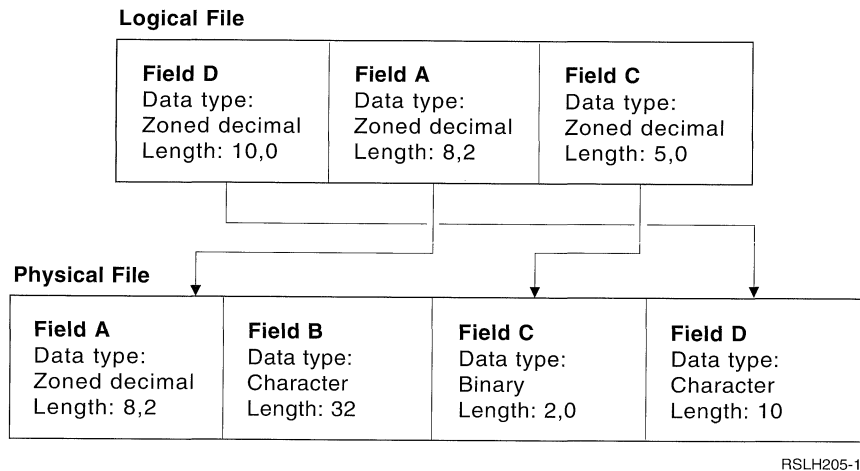 Logical File
Field D
Data type:
Zoned decimal
Length: 10,0
Field A
Data type:
Zoned decimal
Length: 8,2
Field C
Data type:
Zoned decimal
Length: 5,0
Physical File
Field A
Data type:
Zoned decimal
Length: 8,2
Field B
Data type:
Character
Length: 32
Field C
Data type:
Binary
Length: 2,0
Field D
Data type:
Character
Length: 10
RSLH205-1